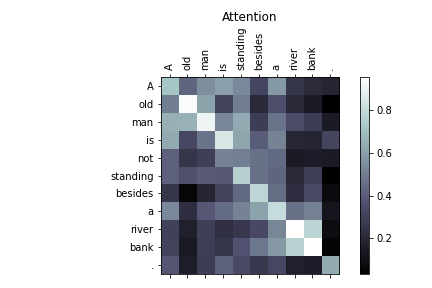 Attention
A old man is standing besides a river bank .
A
old
man
is
not
standing
besides
a
river
bank
.
0.8
0.6
0.4
0.2